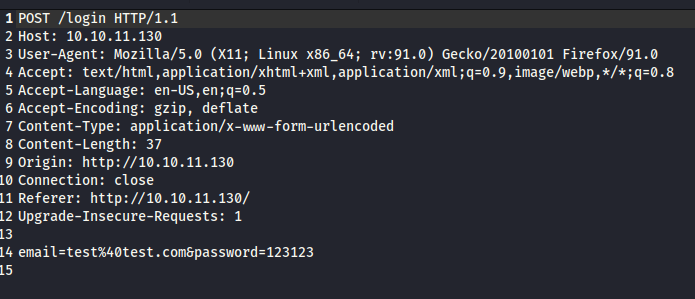 1 POST /login HTTP/1.1
2 Host: 10.10.11.130
3 User-Agent: Mozilla/5.0 (X11; Linux x86_64; rv:91.0) Gecko/20100101 Firefox/91.0
4 Accept: text/html,application/xhtml+xml,application/xml;q=0.9,image/webp,*/*;q=0.8
5 Accept-Language: en-US,en;q=0.5
6 Accept-Encoding: gzip, deflate
7 Content-Type: application/x-www-form-urlencoded
8 Content-Length: 37
9 Origin: http://10.10.11.130
10 Connection: close
11 Referer: http://10.10.11.130/
12 Upgrade-Insecure-Requests: 1
13
14 email=test%40test.com&password=123123
15